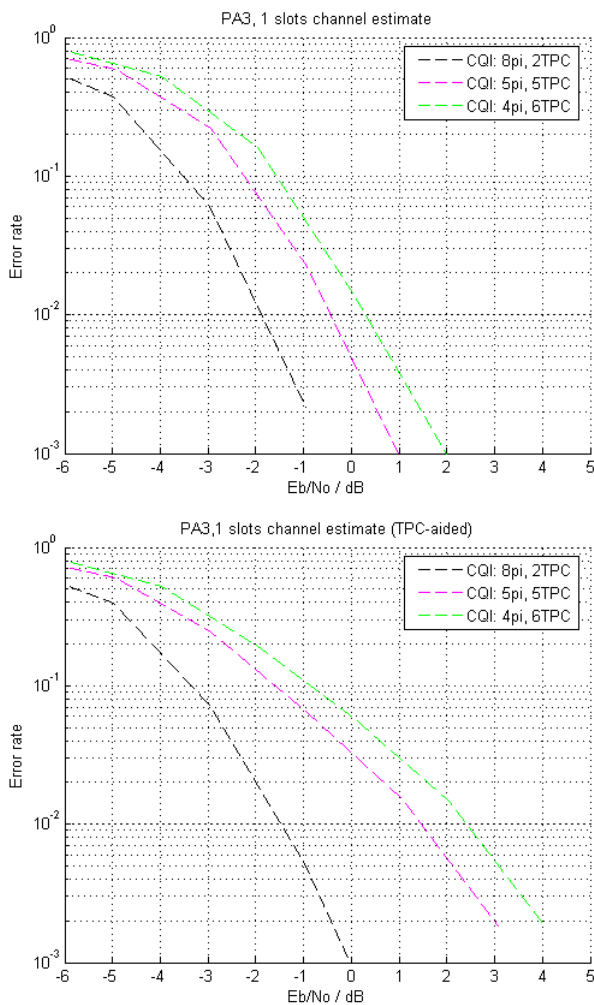 PA3, 1 slots channel estimate
10^0
10^-1
10^-2
10^-3
Error rate
CQI: 8pi, 2TPC
CQI: 5pi, 5TPC
CQI: 4pi, 6TPC
-6 -5 -4 -3 -2 -1 0 1 2 3 4 5
Eb/No / dB
PA3,1 slots channel estimate (TPC-aided)
10^0
10^-1
10^-2
10^-3
Error rate
CQI: 8pi, 2TPC
CQI: 5pi, 5TPC
CQI: 4pi, 6TPC
-6 -5 -4 -3 -2 -1 0 1 2 3 4 5
Eb/No / dB